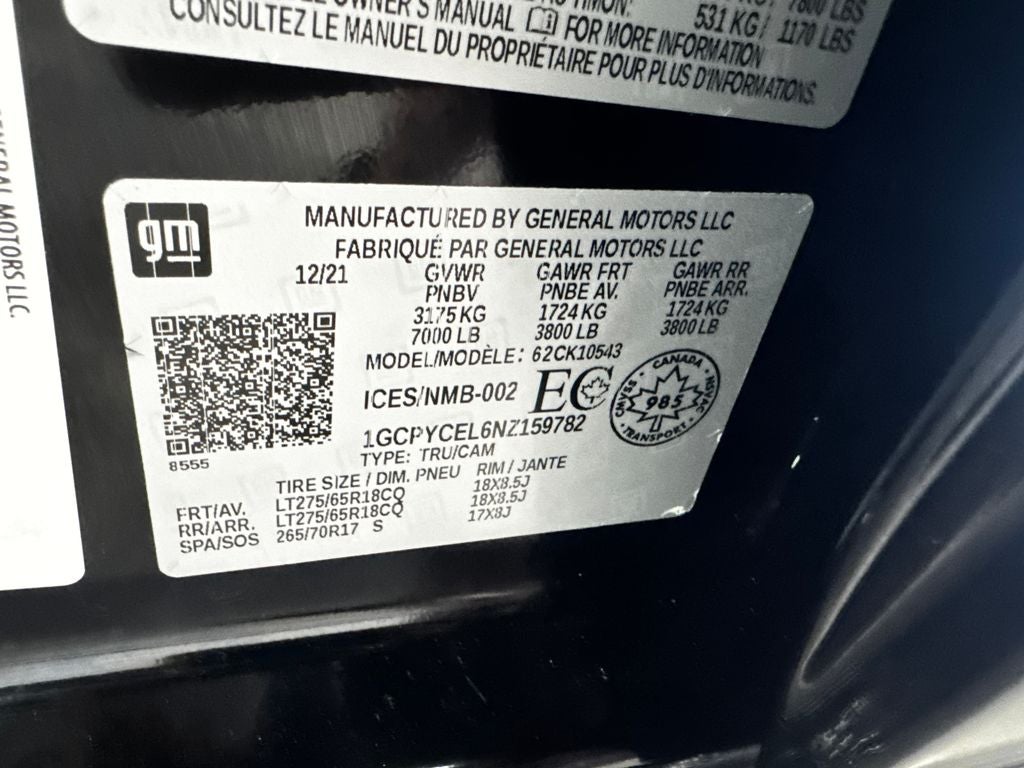 7800 LBS
531 KG / 1170 LBS
OWNER'S MANUAL FOR MORE INFORMATION
CONSULTEZ LE MANUEL DU PROPRIÉTAIRE POUR PLUS D'INFORMATIONS.
GENERAL MOTORS LLC.
gm
MANUFACTURED BY GENERAL MOTORS LLC
FABRIQUÉ PAR GENERAL MOTORS LLC
12/21 GVWR GAWR FRT GAWR RR
PNBV PNBE AV. PNBE ARR.
3175 KG 1724 KG 1724 KG
7000 LB 3800 LB 3800 LB
MODEL/MODÈLE: 62CK10543
ICES/NMB-002 EC
CANADA
CMVSS 985 NSVAC
TRANSPORT
1GCPYCEL6NZ159782
TYPE: TRU/CAM
8555
TIRE SIZE / DIM. PNEU RIM / JANTE
FRT/AV. LT275/65R18CQ 18X8.5J
RR/ARR. LT275/65R18CQ 18X8.5J
SPA/SOS 265/70R17 S 17X8J